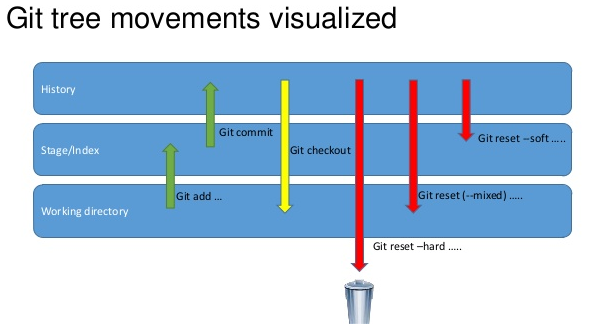 Git tree movements visualized
History
Git commit
Git reset –soft .....
Stage/Index
Git checkout
Git add ...
Git reset (--mixed) .....
Working directory
Git reset –hard .....